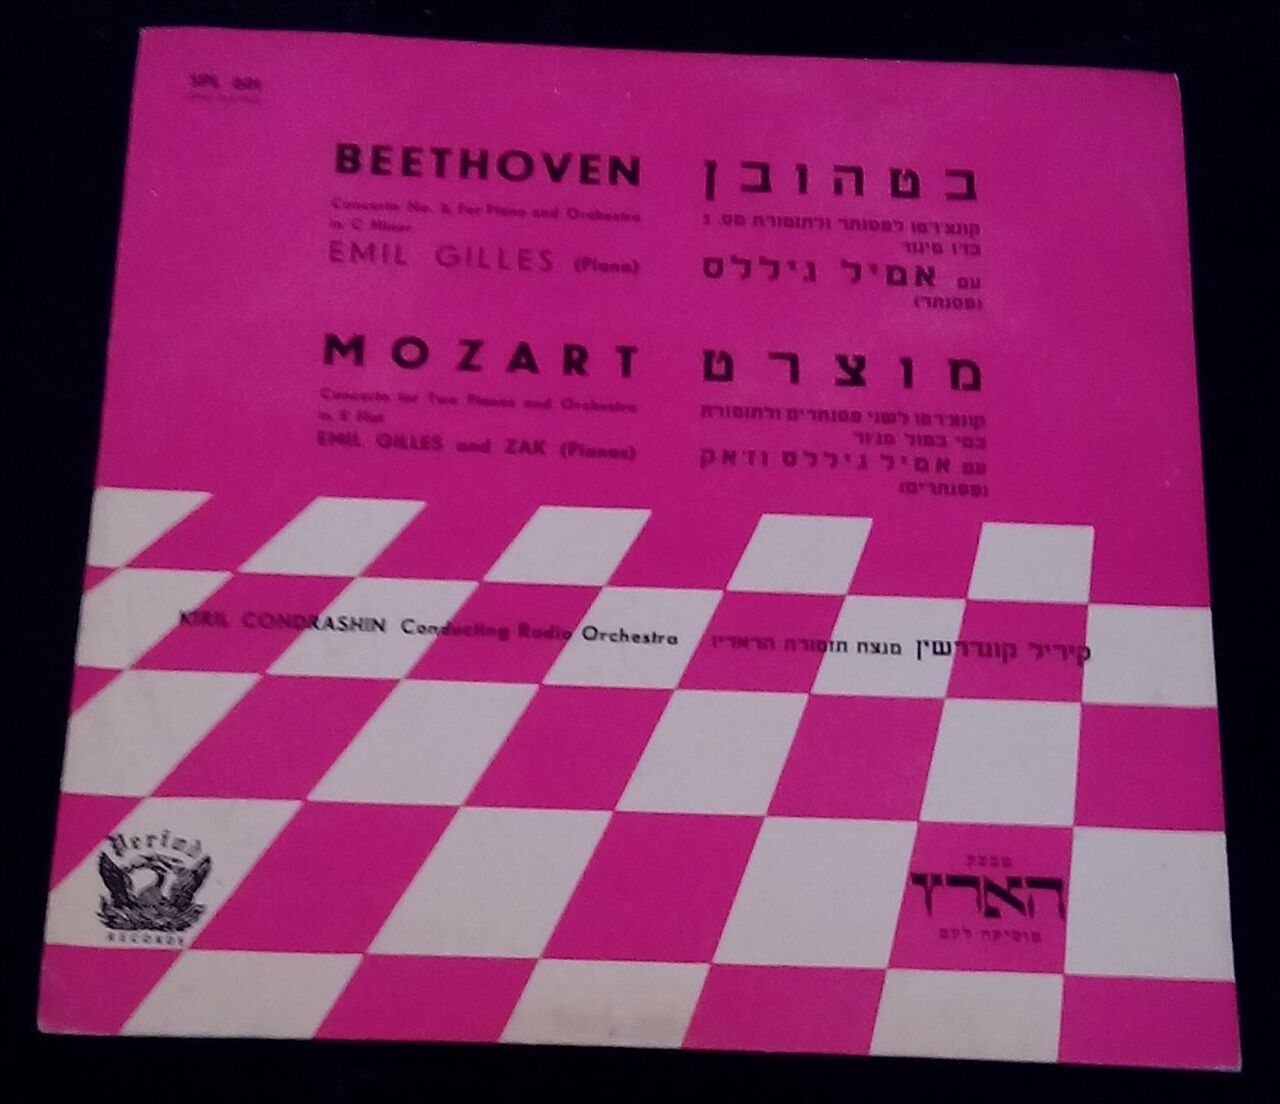 SPL 601
BEETHOVEN
Concerto No. 3 For Piano and Orchestra
in C Minor
EMIL GILLES (Piano)
בטהובן
קונצ'רטו לפסנתר ולתזמורת מס. 3
בדו מינור
עם אמיל גיללס
(פסנתר)
MOZART
Concerto for Two Pianos and Orchestra
in E Flat
EMIL GILLES and ZAK (Pianos)
מוצרט
קונצ'רטו לשני פסנתרים ולתזמורת
במי במול מג'ור
עם אמיל גיללס וז'אק
(פסנתרים)
KIRIL CONDRASHIN Conducting Radio Orchestra
קיריל קונדרשין מנצח תזמורת הראדיו
Period
RECORDS
מבצע
הארץ
מוסיקה לעם